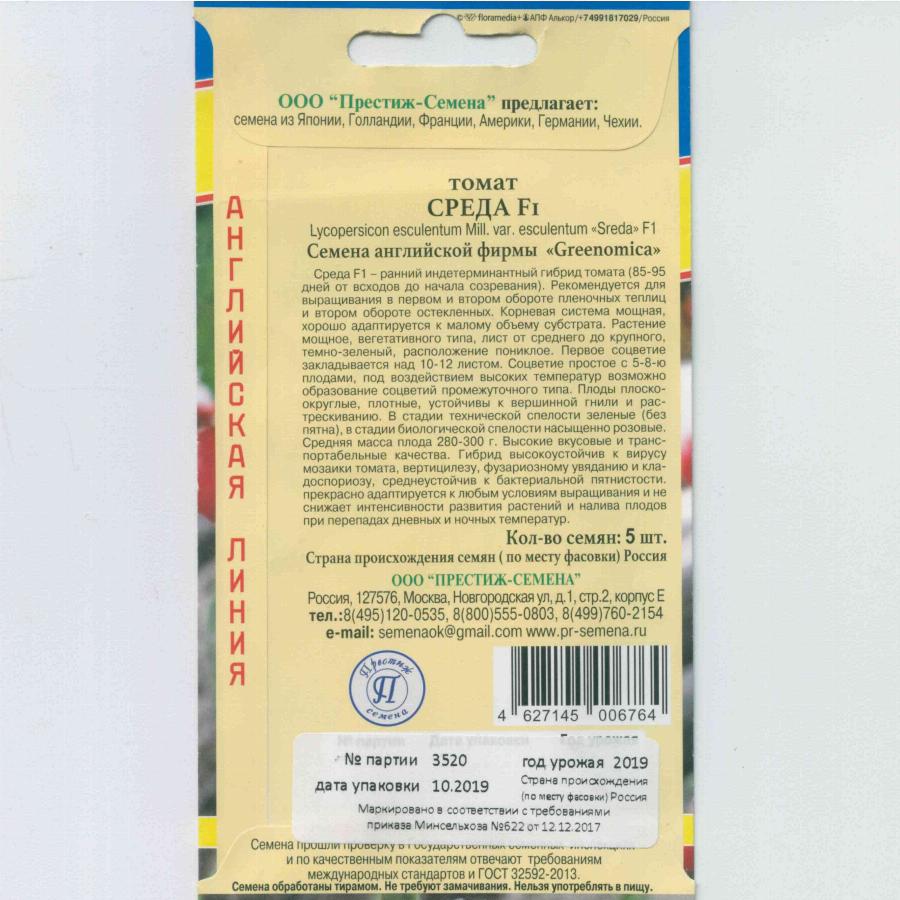 © floramedia+ АПФ Алькор/+74991817029/Россия
ООО “Престиж-Семена” предлагает:
семена из Японии, Голландии, Франции, Америки, Германии, Чехии.
АНГЛИЙСКАЯ ЛИНИЯ
томат
СРЕДА F1
Lycopersicon esculentum Mill. var. esculentum «Sreda» F1
Семена английской фирмы «Greenomica»
Среда F1 – ранний индетерминантный гибрид томата (85-95
дней от всходов до начала созревания). Рекомендуется для
выращивания в первом и втором обороте пленочных теплиц
и втором обороте остекленных. Корневая система мощная,
хорошо адаптируется к малому объему субстрата. Растение
мощное, вегетативного типа, лист от среднего до крупного,
темно-зеленый, расположение пониклое. Первое соцветие
закладывается над 10-12 листом. Соцветие простое с 5-8-ю
плодами, под воздействием высоких температур возможно
образование соцветий промежуточного типа. Плоды плоско-
округлые, плотные, устойчивы к вершинной гнили и рас-
трескиванию. В стадии технической спелости зеленые (без
пятна), в стадии биологической спелости насыщенно розовые.
Средняя масса плода 280-300 г. Высокие вкусовые и транс-
портабельные качества. Гибрид высокоустойчив к вирусу
мозаики томата, вертицилезу, фузариозному увяданию и кла-
доспориозу, среднеустойчив к бактериальной пятнистости.
прекрасно адаптируется к любым условиям выращивания и не
снижает интенсивности развития растений и налива плодов
при перепадах дневных и ночных температур.
Кол-во семян: 5 шт.
Страна происхождения семян ( по месту фасовки) Россия
ООО “ПРЕСТИЖ-СЕМЕНА”
Россия, 127576, Москва, Новгородская ул, д.1, стр.2, корпус Е
тел.:8(495)120-0535, 8(800)555-0803, 8(499)760-2154
e-mail: semenaok@gmail.com www.pr-semena.ru
Престиж
П
семена
4 627145 006764
№ партии Дата упаковки Год урожая
№ партии 3520 год урожая 2019
дата упаковки 10.2019 Страна происхождения
(по месту фасовки) Россия
Маркировано в соответствии с требованиями
приказа Минсельхоза №622 от 12.12.2017
Семена прошли проверку в Государственных семенных инспекциях
и по качественным показателям отвечают требованиям
международных стандартов и ГОСТ 32592-2013.
Семена обработаны тирамом. Не требуют замачивания. Нельзя употреблять в пищу.